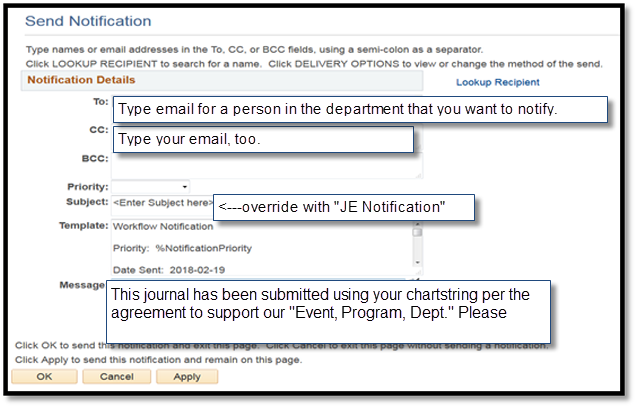 Send Notification
Type names or email addresses in the To, CC, or BCC fields, using a semi-colon as a separator.
Click LOOKUP RECIPIENT to search for a name. Click DELIVERY OPTIONS to view or change the method of the send.
Notification Details
Lookup Recipient
To: Type email for a person in the department that you want to notify.
CC: Type your email, too.
BCC:
Priority:
Subject: <Enter Subject here> <---override with "JE Notification"
Template: Workflow Notification
Priority: %NotificationPriority
Date Sent: 2018-02-19
Message
This journal has been submitted using your chartstring per the
agreement to support our "Event, Program, Dept." Please
Click OK to send this notification and exit this page. Click Cancel to exit this page without sending a notification.
Click Apply to send this notification and remain on this page.
OK Cancel Apply